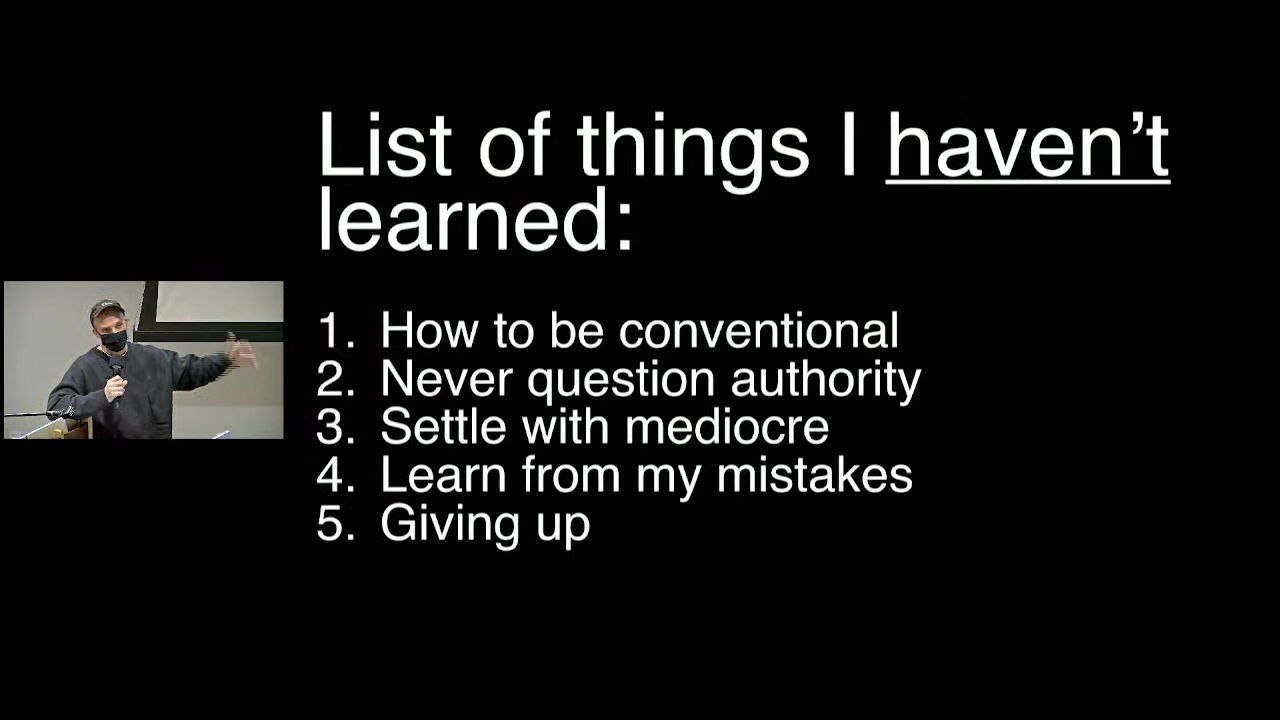 List of things I haven’t
learned:
1. How to be conventional
2. Never question authority
3. Settle with mediocre
4. Learn from my mistakes
5. Giving up